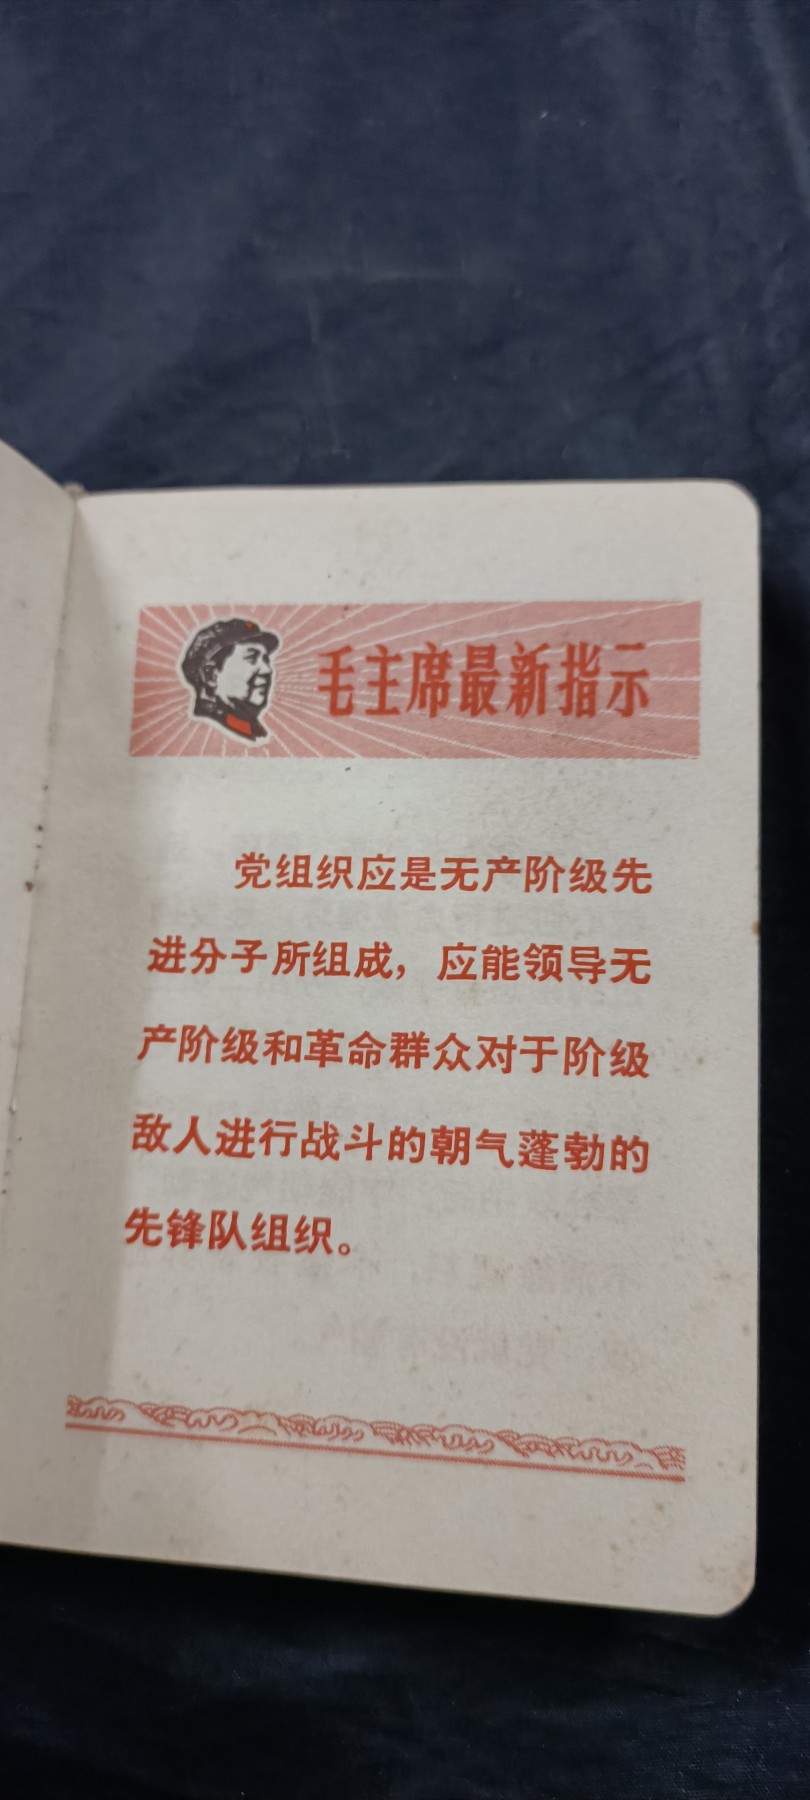 毛主席最新指示
党组织应是无产阶级先
进分子所组成，应能领导无
产阶级和革命群众对于阶级
敌人进行战斗的朝气蓬勃的
先锋队组织。